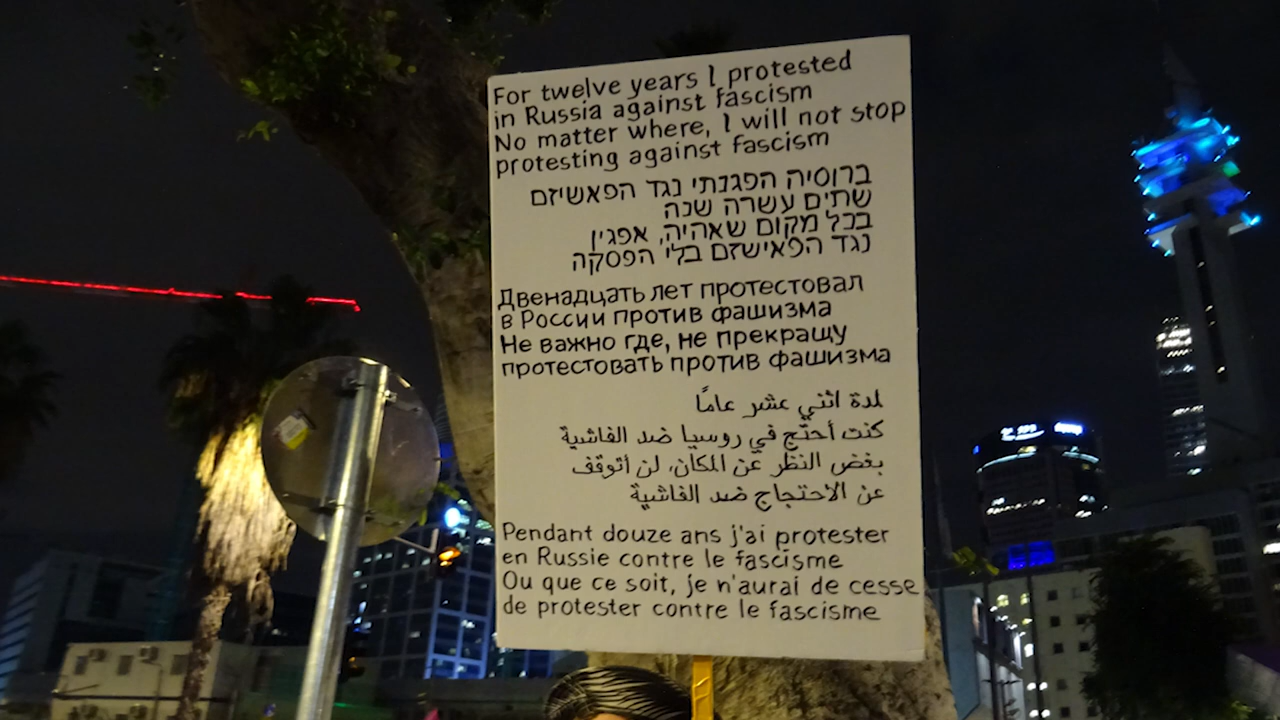 For twelve years I protested
in Russia against fascism
No matter where, I will not stop
protesting against fascism
ברוסיה הפגנתי נגד הפאשיזם
שתים עשרה שנה
בכל מקום שאהיה, אפגין
נגד הפאישזם בלי הפסקה
Двенадцать лет протестовал
в России против фашизма
Не важно где, не прекращу
протестовать против фашизма
لمدة اثني عشر عامًا
كنت أحتّج في روسيا ضد الفاشية
بغض النظر عن المكان، لن أتوقف
عن الاحتجاج ضد الفاشية
Pendant douze ans j'ai protester
en Russie contre le fascisme
Ou que ce soit, je n'aurai de cesse
de protester contre le fascisme